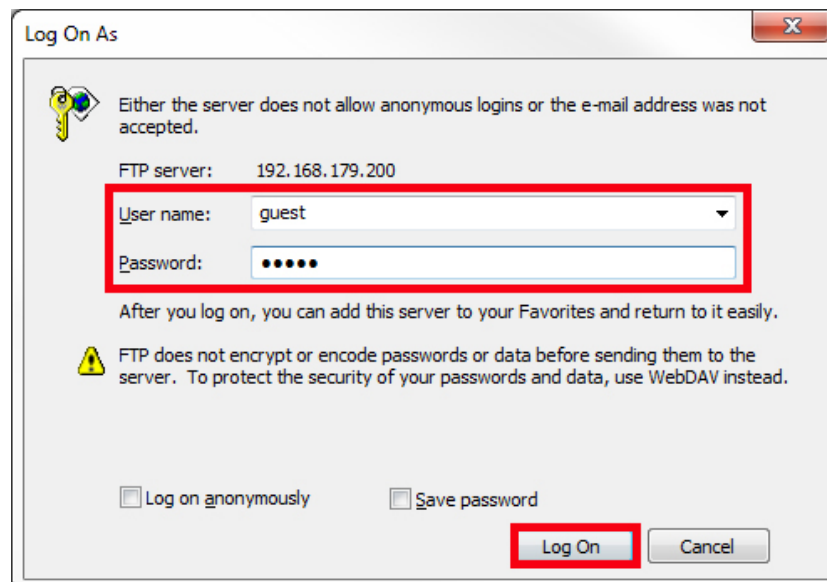 Log On As
Either the server does not allow anonymous logins or the e-mail address was not
accepted.
FTP server: 192.168.179.200
User name: guest
Password: •••••
After you log on, you can add this server to your Favorites and return to it easily.
FTP does not encrypt or encode passwords or data before sending them to the
server. To protect the security of your passwords and data, use WebDAV instead.
Log on anonymously Save password
Log On Cancel